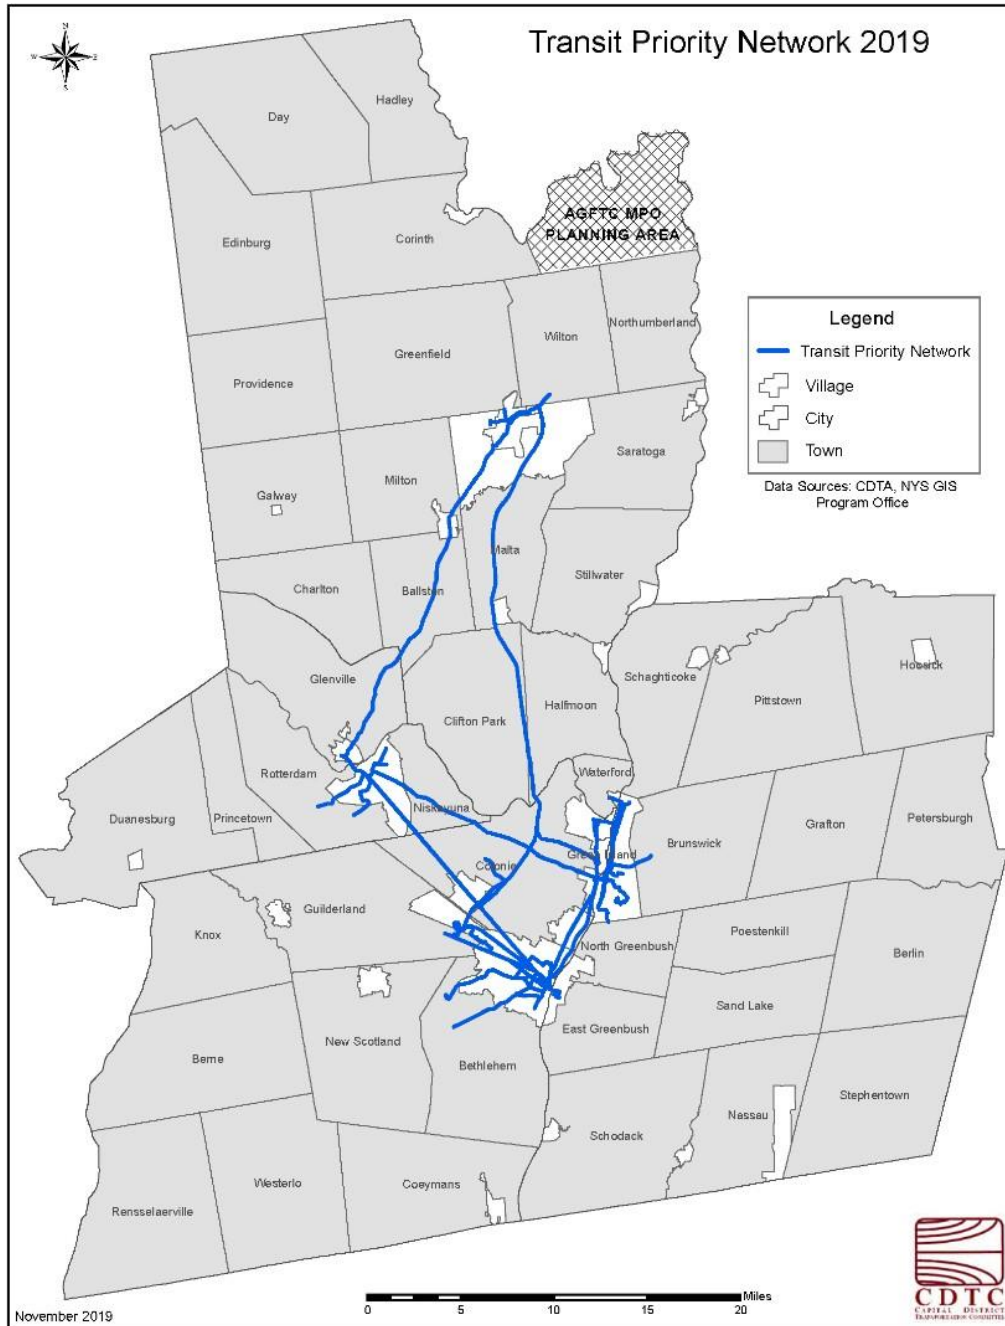 Transit Priority Network 2019
N
W
E
S
Day
Hadley
AGFTC MPO
PLANNING AREA
Edinburg
Corinth
Legend
Transit Priority Network
Village
City
Town
Data Sources: CDTA, NYS GIS
Program Office
Northumberland
Wilton
Greenfield
Providence
Saratoga
Milton
Galway
Malta
Stillwater
Charlton
Ballston
Hoosick
Schaghticoke
Glenville
Pittstown
Halfmoon
Clifton Park
Waterford
Rotterdam
Niskayuna
Petersburgh
Duanesburg
Princetown
Grafton
Brunswick
Green Island
Colonie
Guilderland
Poestenkill
Knox
North Greenbush
Berlin
Sand Lake
East Greenbush
New Scotland
Berne
Bethlehem
Stephentown
Nassau
Schodack
Westerlo
Coeymans
Rensselaerville
Miles
0 5 10 15 20
November 2019
CDTC
CAPITAL DISTRICT
TRANSPORTATION COMMITTEE